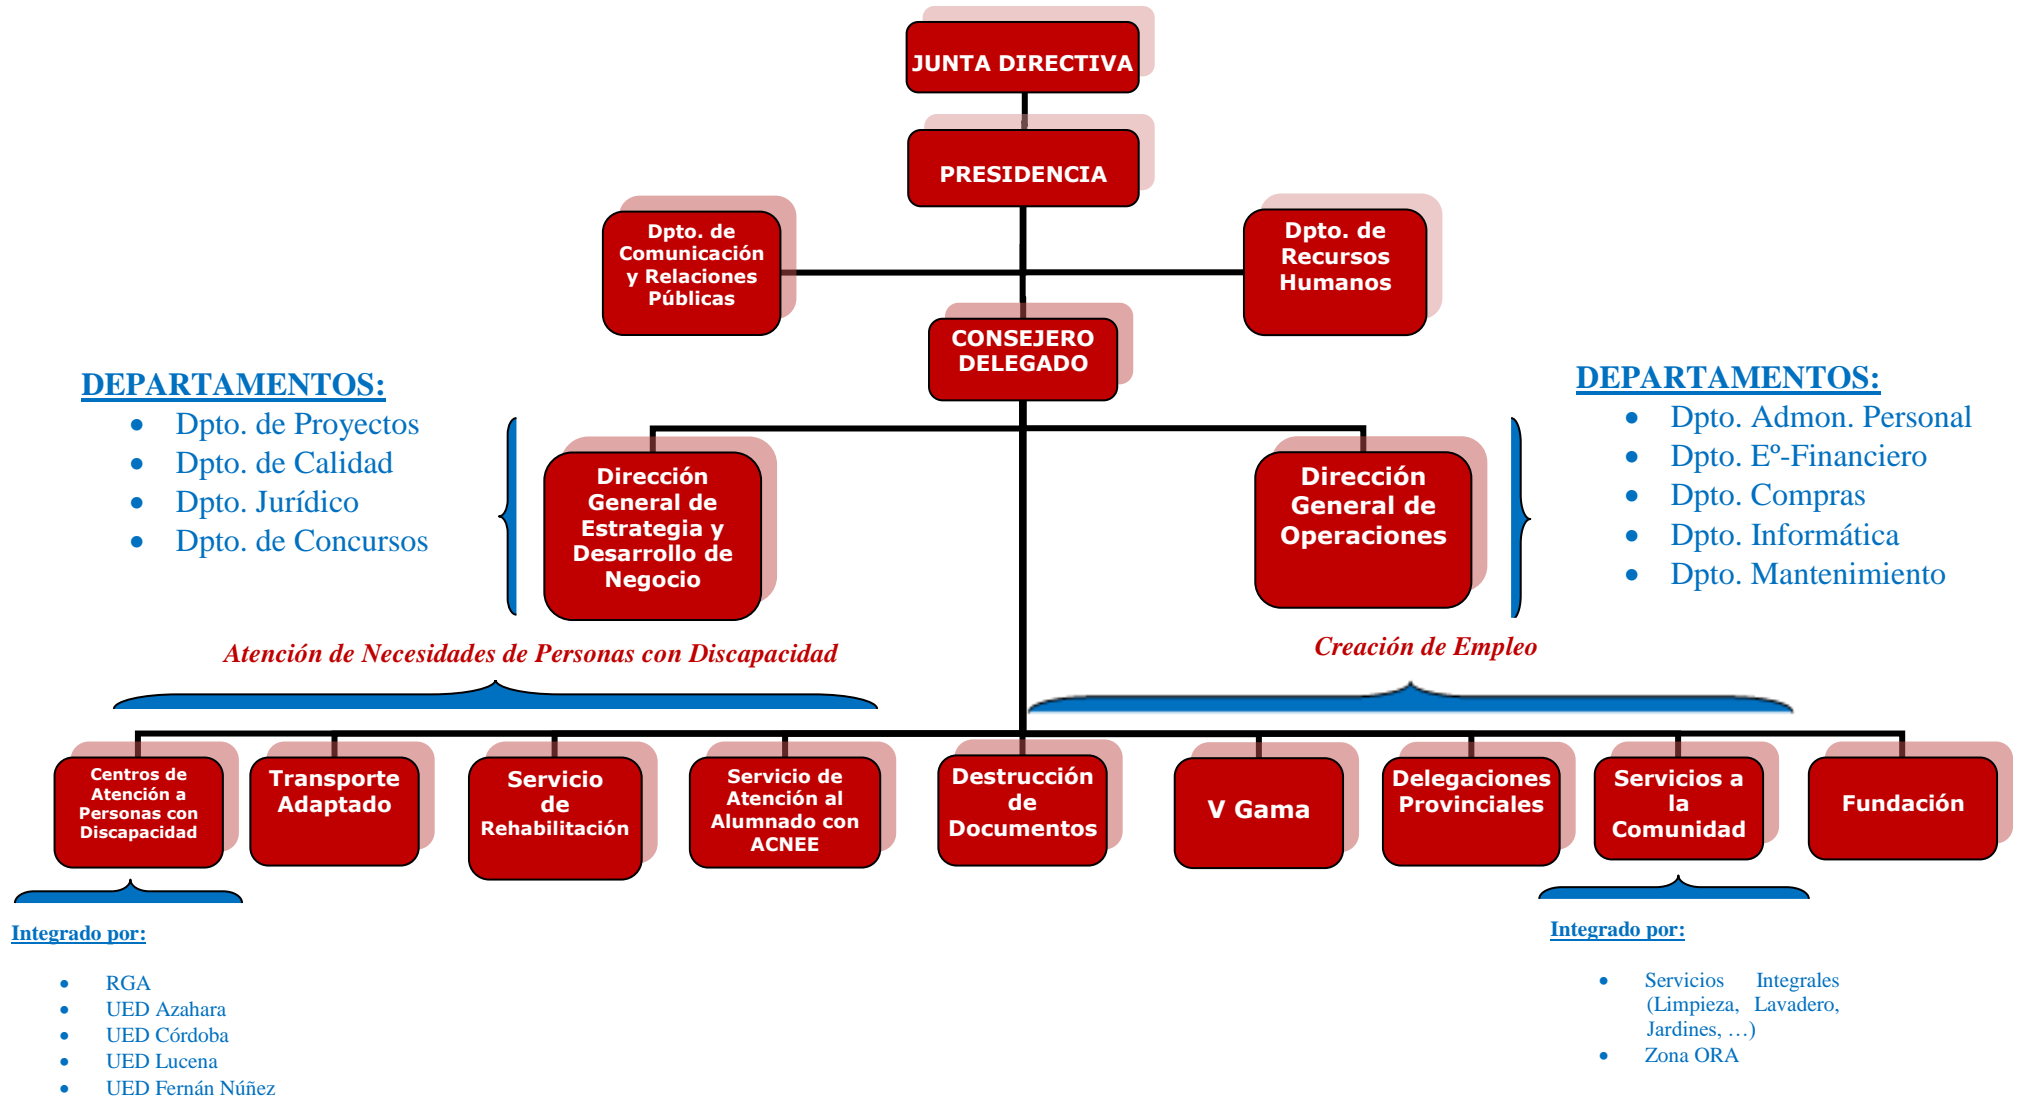 JUNTA DIRECTIVA
PRESIDENCIA
Dpto. de
Comunicación
y Relaciones
Públicas
Dpto. de
Recursos
Humanos
CONSEJERO
DELEGADO
DEPARTAMENTOS:
• Dpto. de Proyectos
• Dpto. de Calidad
• Dpto. Jurídico
• Dpto. de Concursos
Dirección
General de
Estrategia y
Desarrollo de
Negocio
Dirección
General de
Operaciones
DEPARTAMENTOS:
• Dpto. Admon. Personal
• Dpto. Eº-Financiero
• Dpto. Compras
• Dpto. Informática
• Dpto. Mantenimiento
Atención de Necesidades de Personas con Discapacidad
Creación de Empleo
Centros de
Atención a
Personas con
Discapacidad
Transporte
Adaptado
Servicio
de
Rehabilitación
Servicio de
Atención al
Alumnado con
ACNEE
Destrucción
de
Documentos
V Gama
Delegaciones
Provinciales
Servicios a
la
Comunidad
Fundación
Integrado por:
• RGA
• UED Azahara
• UED Córdoba
• UED Lucena
• UED Fernán Núñez
Integrado por:
• Servicios Integrales
(Limpieza, Lavadero,
Jardines, …)
• Zona ORA